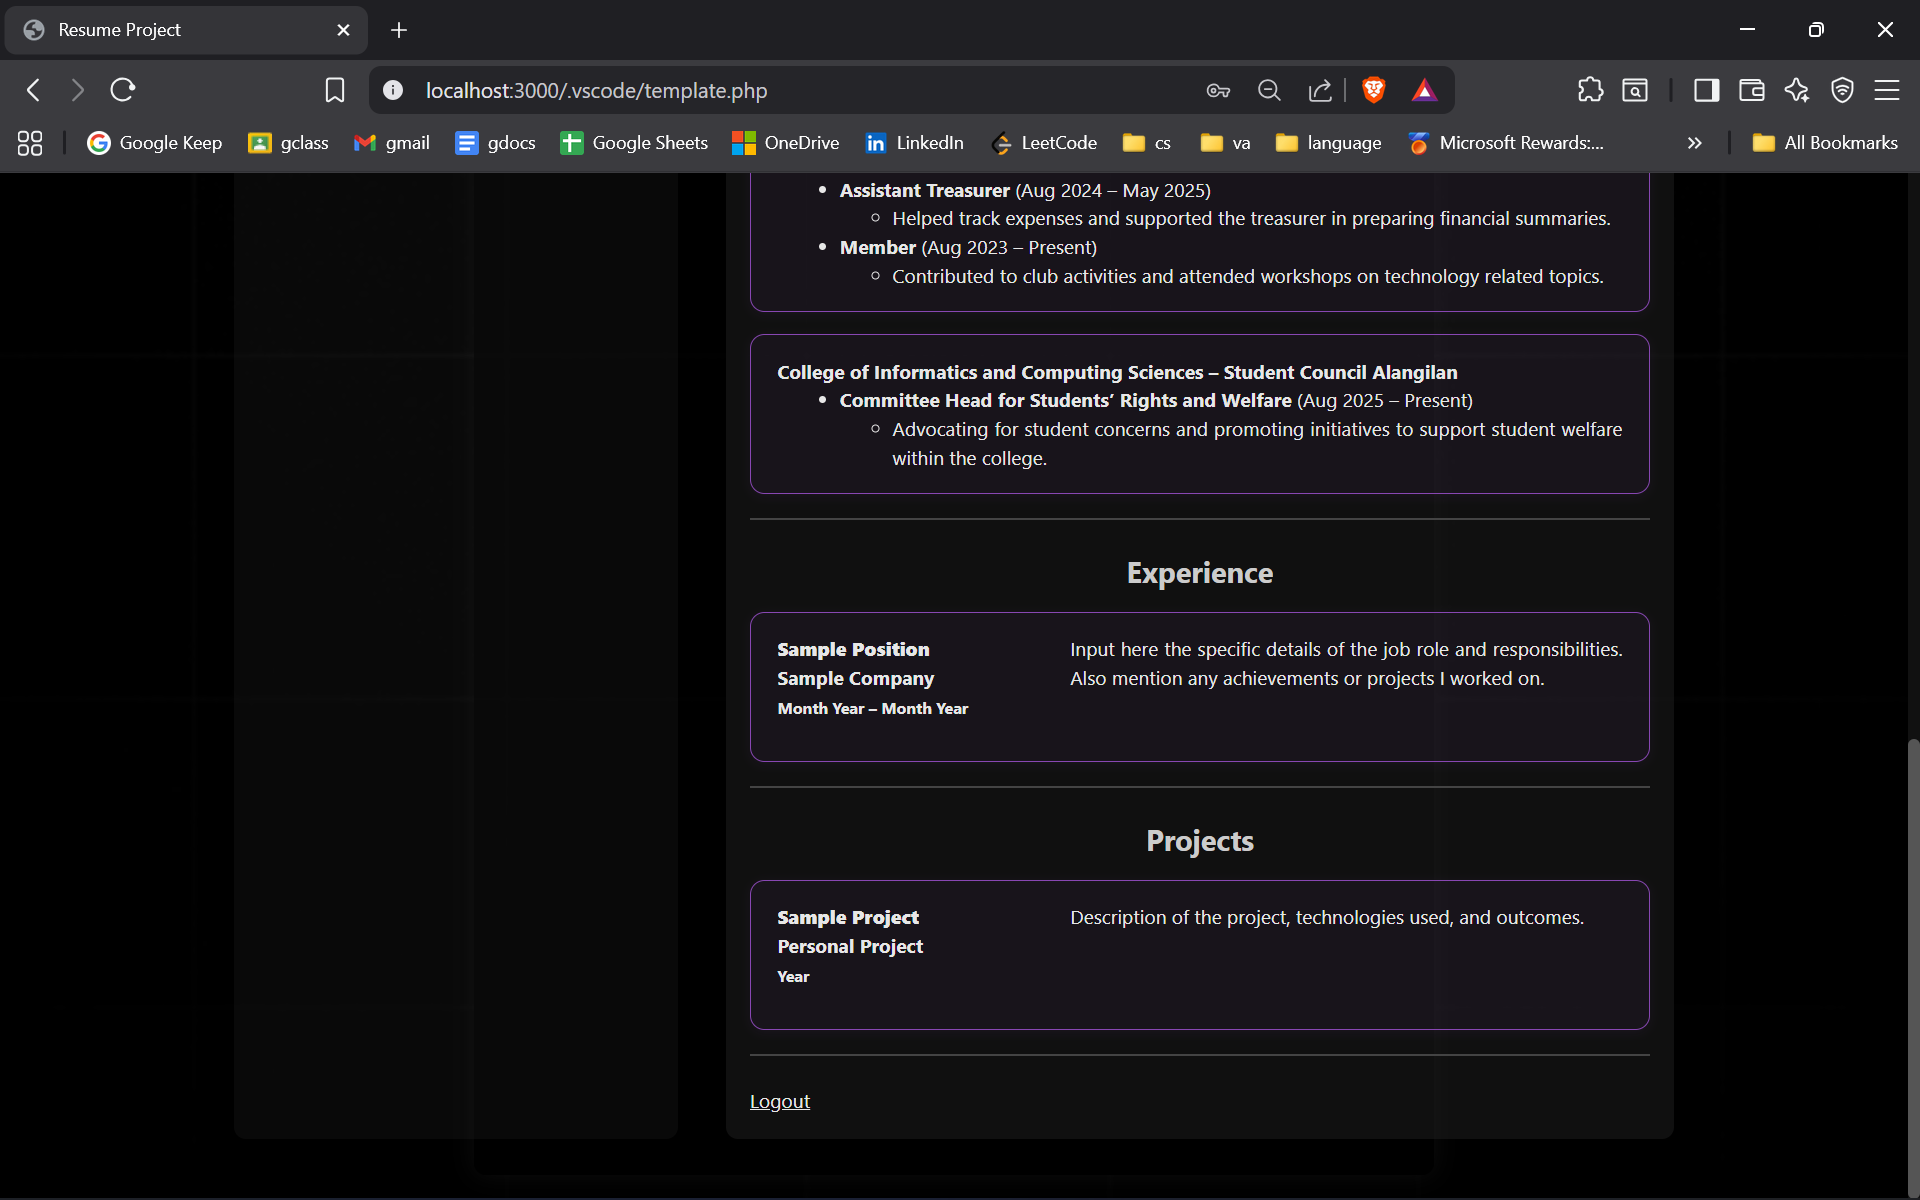 Resume Project
localhost:3000/.vscode/template.php
Google Keep gclass gmail gdocs Google Sheets OneDrive LinkedIn LeetCode cs va language Microsoft Rewards:... All Bookmarks
• Assistant Treasurer (Aug 2024 – May 2025)
○ Helped track expenses and supported the treasurer in preparing financial summaries.
• Member (Aug 2023 – Present)
○ Contributed to club activities and attended workshops on technology related topics.
College of Informatics and Computing Sciences – Student Council Alangilan
• Committee Head for Students’ Rights and Welfare (Aug 2025 – Present)
○ Advocating for student concerns and promoting initiatives to support student welfare
within the college.
Experience
Sample Position
Sample Company
Month Year – Month Year
Input here the specific details of the job role and responsibilities.
Also mention any achievements or projects I worked on.
Projects
Sample Project
Personal Project
Year
Description of the project, technologies used, and outcomes.
Logout